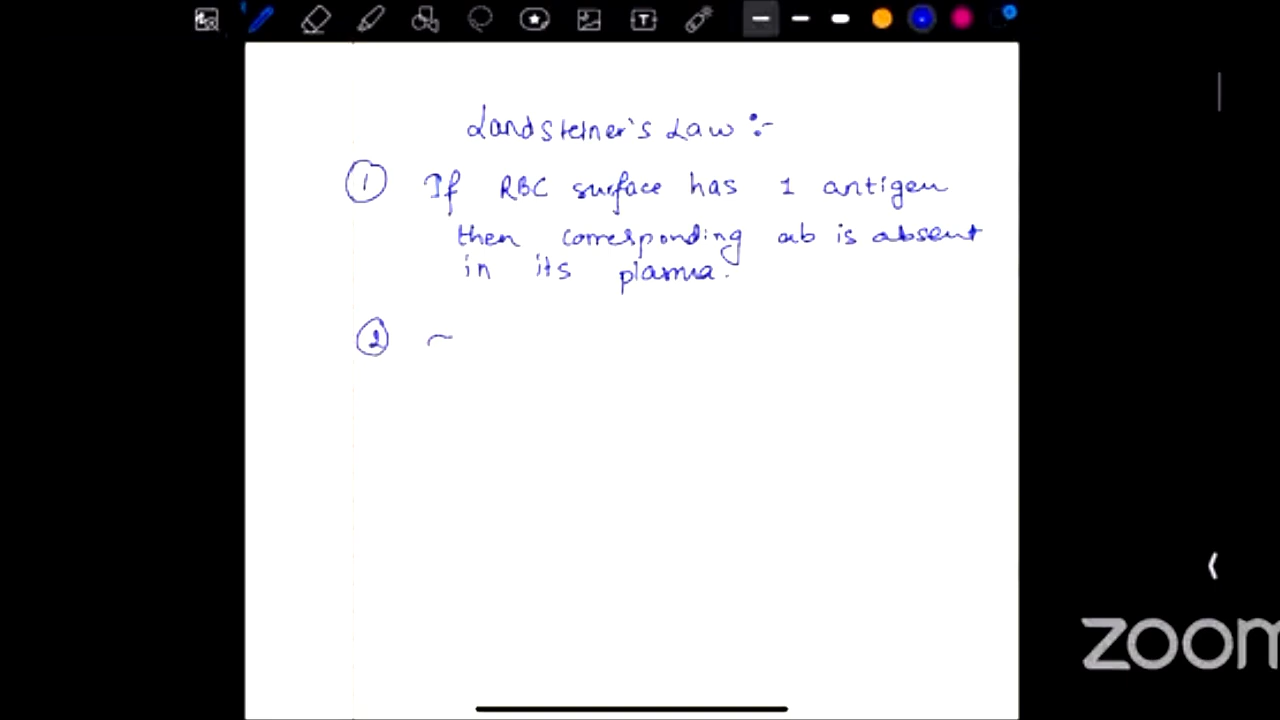 Landsteiner's Law :-
① If RBC surface has 1 antigen
then corresponding ab is absent
in its plasma.
②
zoom